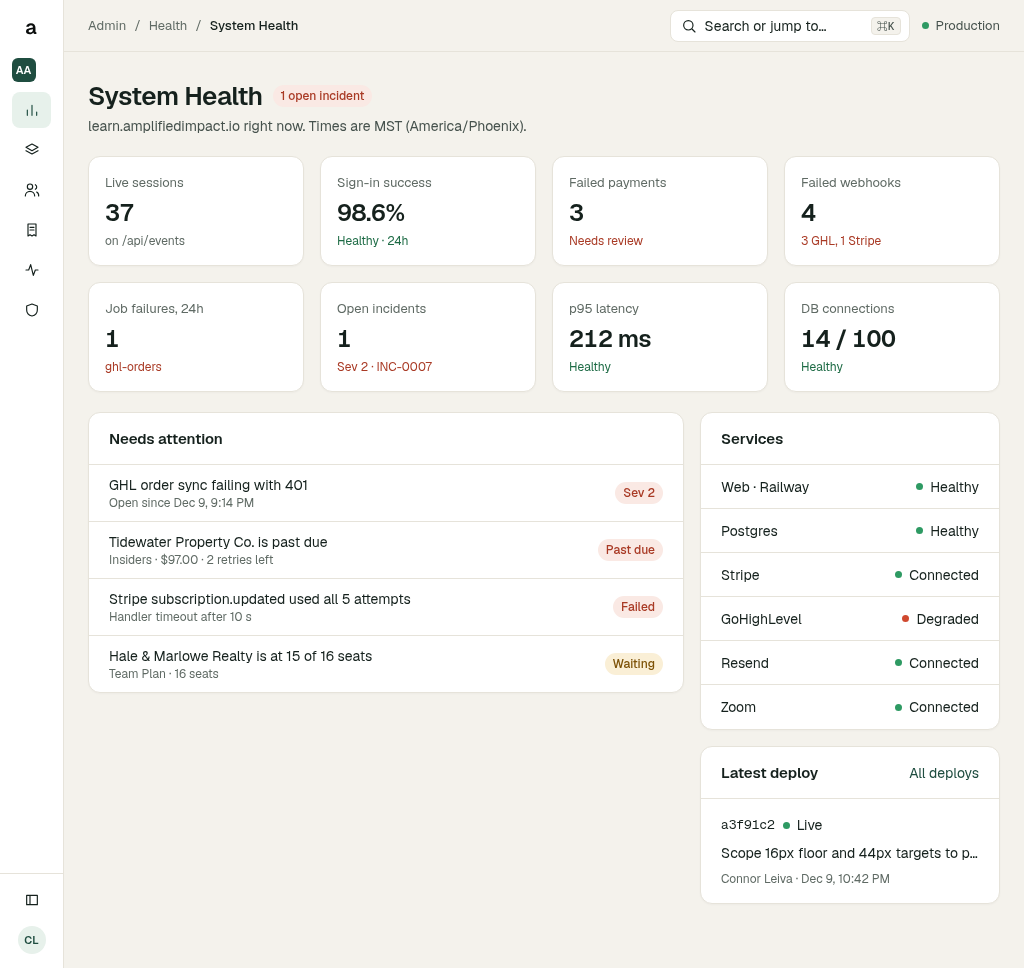 a
Admin / Health / System Health
Search or jump to…
⌘K
Production
AA
System Health
1 open incident
learn.amplifiedimpact.io right now. Times are MST (America/Phoenix).
Live sessions
37
on /api/events
Sign-in success
98.6%
Healthy · 24h
Failed payments
3
Needs review
Failed webhooks
4
3 GHL, 1 Stripe
Job failures, 24h
1
ghl-orders
Open incidents
1
Sev 2 · INC-0007
p95 latency
212 ms
Healthy
DB connections
14 / 100
Healthy
Needs attention
GHL order sync failing with 401
Open since Dec 9, 9:14 PM
Sev 2
Tidewater Property Co. is past due
Insiders · $97.00 · 2 retries left
Past due
Stripe subscription.updated used all 5 attempts
Handler timeout after 10 s
Failed
Hale & Marlowe Realty is at 15 of 16 seats
Team Plan · 16 seats
Waiting
Services
Web · Railway Healthy
Postgres Healthy
Stripe Connected
GoHighLevel Degraded
Resend Connected
Zoom Connected
Latest deploy All deploys
a3f91c2 Live
Scope 16px floor and 44px targets to p…
Connor Leiva · Dec 9, 10:42 PM
CL